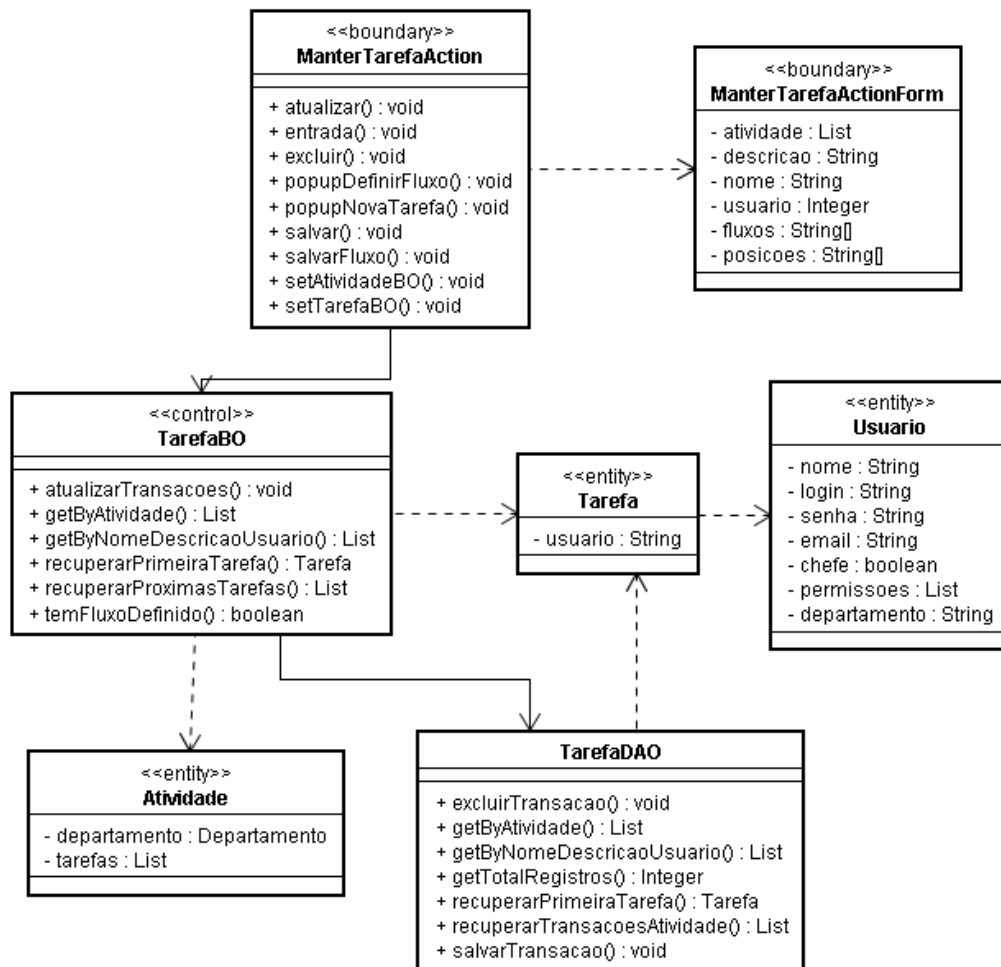 <<boundary>>
ManterTarefaAction
+ atualizar() : void
+ entrada() : void
+ excluir() : void
+ popupDefinirFluxo() : void
+ popupNovaTarefa() : void
+ salvar() : void
+ salvarFluxo() : void
+ setAtividadeBO() : void
+ setTarefaBO() : void
<<boundary>>
ManterTarefaActionForm
- atividade : List
- descricao : String
- nome : String
- usuario : Integer
- fluxos : String[]
- posicoes : String[]
<<control>>
TarefaBO
+ atualizarTransacoes() : void
+ getByAtividade() : List
+ getByNomeDescricaoUsuario() : List
+ recuperarPrimeiraTarefa() : Tarefa
+ recuperarProximasTarefas() : List
+ temFluxoDefinido() : boolean
<<entity>>
Tarefa
- usuario : String
<<entity>>
Usuario
- nome : String
- login : String
- senha : String
- email : String
- chefe : boolean
- permissoes : List
- departamento : String
<<entity>>
Atividade
- departamento : Departamento
- tarefas : List
TarefaDAO
+ excluirTransacao() : void
+ getByAtividade() : List
+ getByNomeDescricaoUsuario() : List
+ getTotalRegistros() : Integer
+ recuperarPrimeiraTarefa() : Tarefa
+ recuperarTransacoesAtividade() : List
+ salvarTransacao() : void